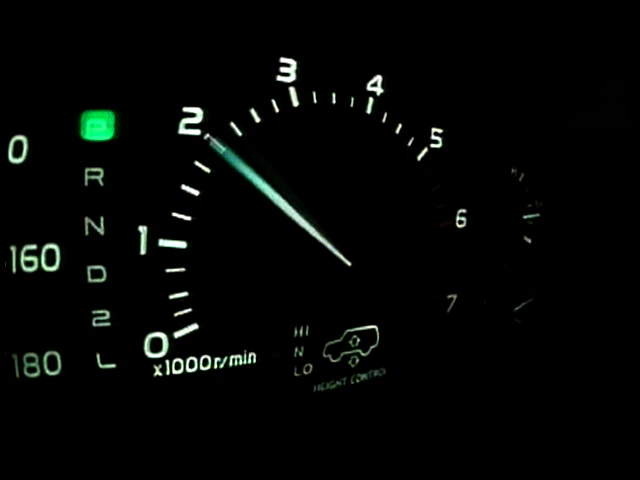 3
4
2
5
0
R
N
6
1
160
D
7
2
0
HI
N
180
L
x1000r/min
LO
HEIGHT CONTROL